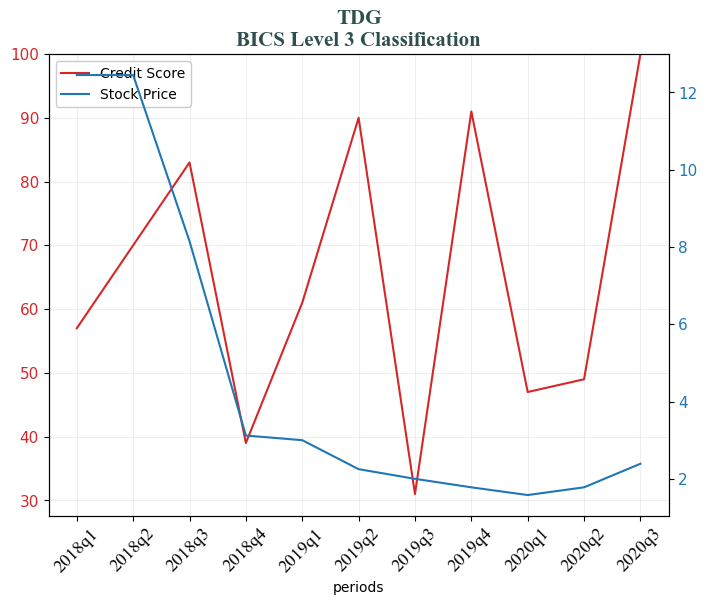 TDG
BICS Level 3 Classification
Credit Score
Stock Price
100
90
80
70
60
50
40
30
12
10
8
6
4
2
2018q1
2018q2
2018q3
2018q4
2019q1
2019q2
2019q3
2019q4
2020q1
2020q2
2020q3
periods